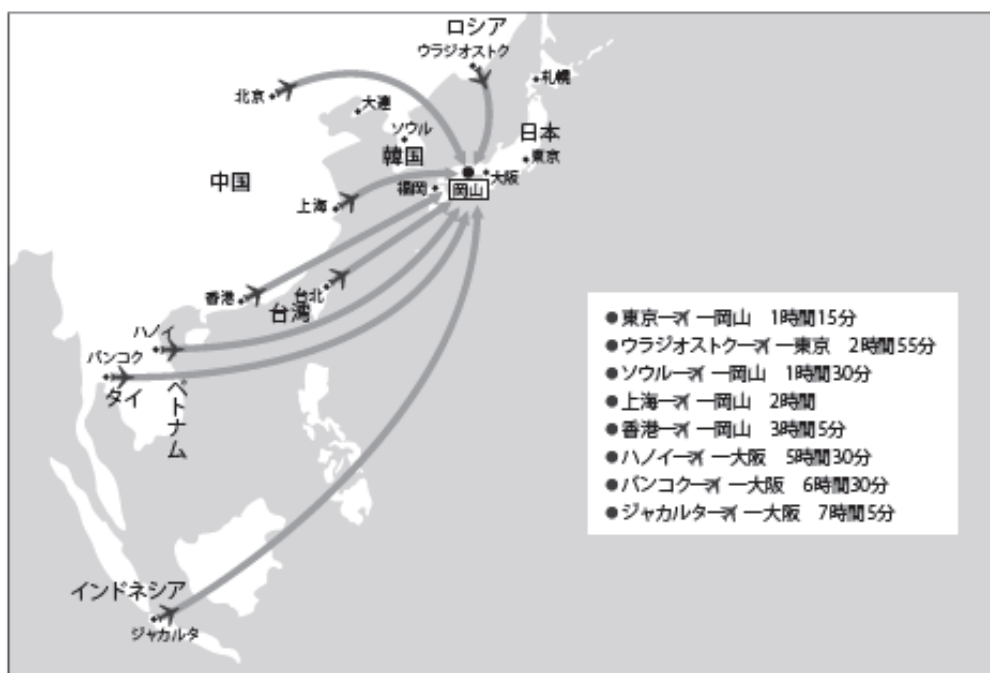 ロシア
ウラジオストク
札幌
北京
大連
ソウル
日本
韓国
東京
中国
大阪
福岡
岡山
上海
香港
台北
台湾
ハノイ
バンコク
タイ
ベトナム
インドネシア
ジャカルタ
●東京ー ー岡山 1時間15分
●ウラジオストクー ー東京 2時間55分
●ソウルー ー岡山 1時間30分
●上海ー ー岡山 2時間
●香港ー ー岡山 3時間5分
●ハノイー ー大阪 5時間30分
●バンコクー ー大阪 6時間30分
●ジャカルター ー大阪 7時間5分